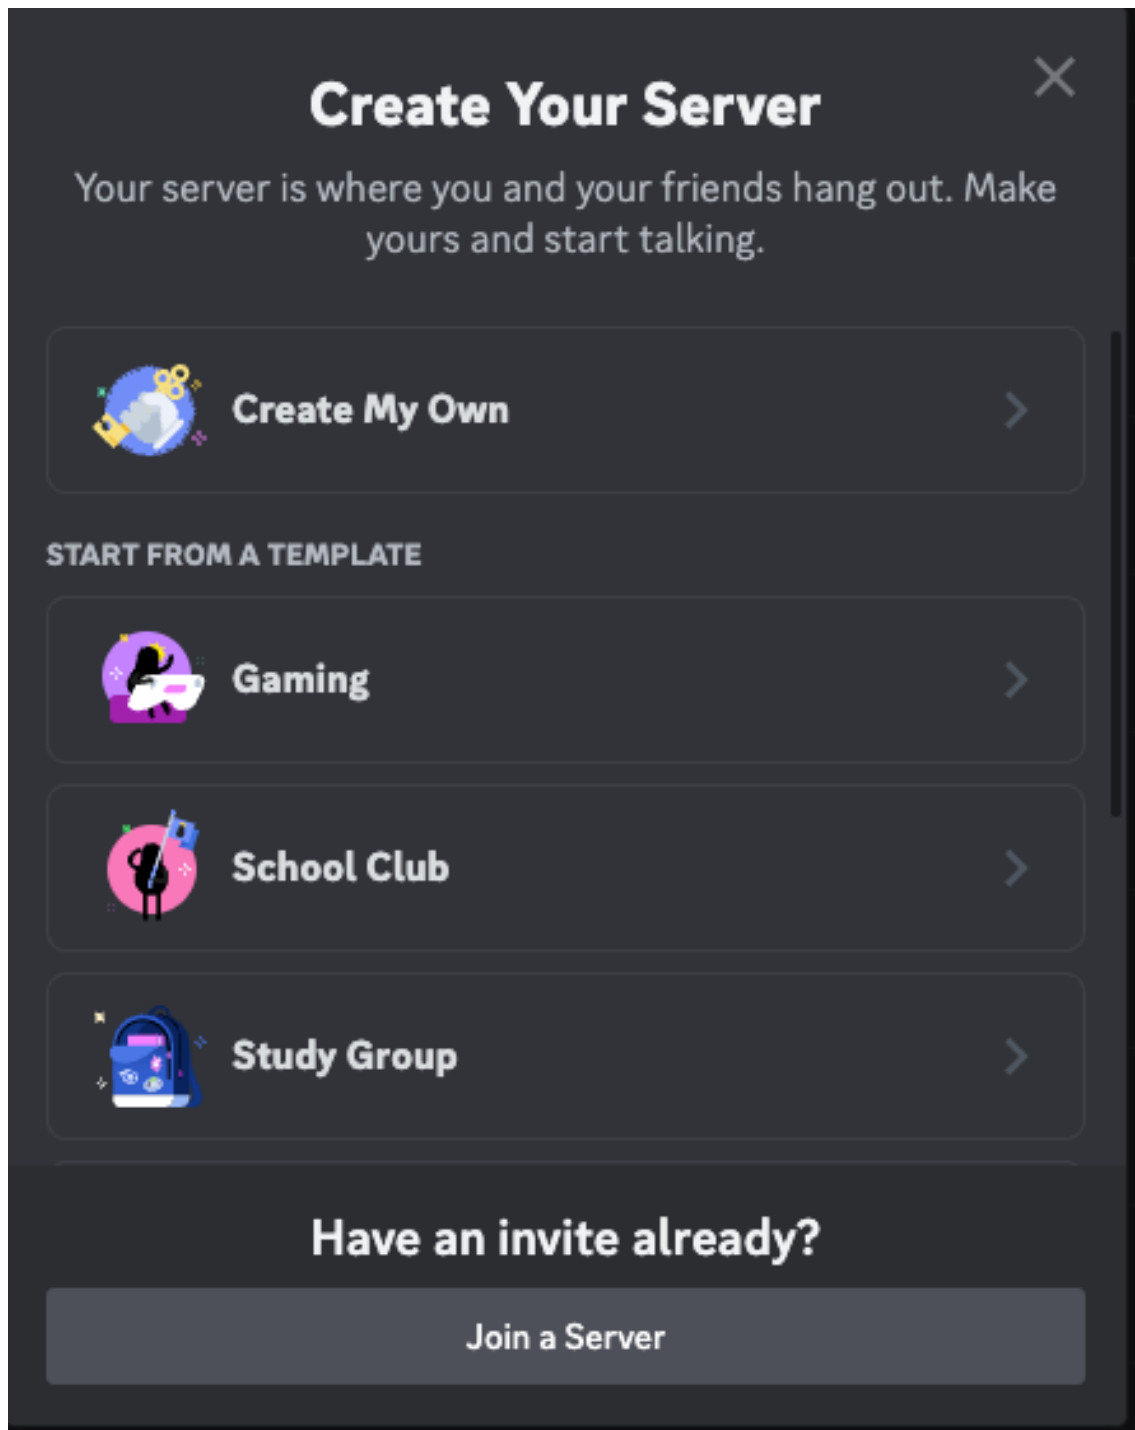 Create Your Server
Your server is where you and your friends hang out. Make
yours and start talking.
Create My Own
START FROM A TEMPLATE
Gaming
School Club
Study Group
Have an invite already?
Join a Server